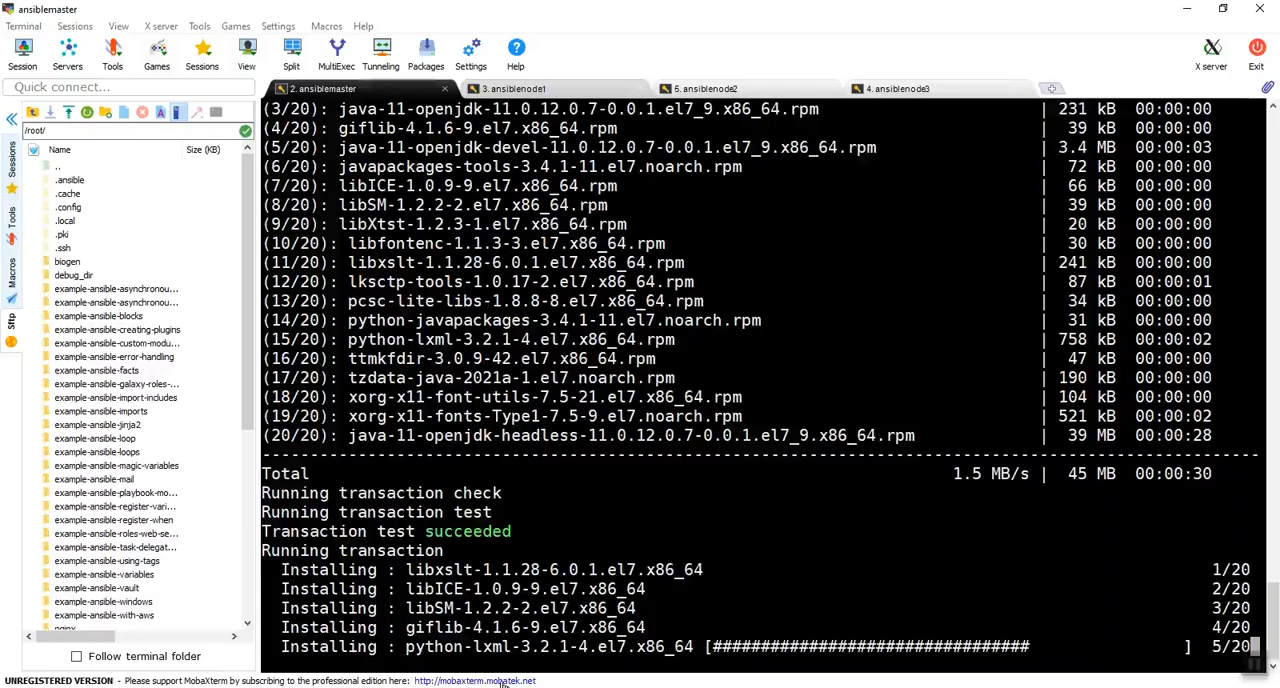 ansiblemaster
Terminal Sessions View X server Tools Games Settings Macros Help
Session Servers Tools Games Sessions View Split MultiExec Tunneling Packages Settings Help X server Exit
Quick connect...
2. ansiblemaster
3. ansiblenode1
5. ansiblenode2
4. ansiblenode3
/root/
Name Size (KB)
..
.ansible
.cache
.config
.local
.pki
.ssh
biogen
debug_dir
example-ansible-asynchronou...
example-ansible-asynchronou...
example-ansible-blocks
example-ansible-creating-plugins
example-ansible-custom-modu...
example-ansible-error-handling
example-ansible-facts
example-ansible-galaxy-roles-...
example-ansible-import-includes
example-ansible-imports
example-ansible-jinja2
example-ansible-loop
example-ansible-loops
example-ansible-magic-variables
example-ansible-mail
example-ansible-playbook-mo...
example-ansible-register-vari...
example-ansible-register-when
example-ansible-roles-web-se...
example-ansible-task-delegat...
example-ansible-using-tags
example-ansible-variables
example-ansible-vault
example-ansible-windows
example-ansible-with-aws
nginx
Follow terminal folder
Sessions
Tools
Macros
Sftp
(3/20): java-11-openjdk-11.0.12.0.7-0.0.1.el7_9.x86_64.rpm | 231 kB 00:00:00
(4/20): giflib-4.1.6-9.el7.x86_64.rpm | 39 kB 00:00:00
(5/20): java-11-openjdk-devel-11.0.12.0.7-0.0.1.el7_9.x86_64.rpm | 3.4 MB 00:00:03
(6/20): javapackages-tools-3.4.1-11.el7.noarch.rpm | 72 kB 00:00:00
(7/20): libICE-1.0.9-9.el7.x86_64.rpm | 66 kB 00:00:00
(8/20): libSM-1.2.2-2.el7.x86_64.rpm | 39 kB 00:00:00
(9/20): libXtst-1.2.3-1.el7.x86_64.rpm | 20 kB 00:00:00
(10/20): libfontenc-1.1.3-3.el7.x86_64.rpm | 30 kB 00:00:00
(11/20): libxslt-1.1.28-6.0.1.el7.x86_64.rpm | 241 kB 00:00:00
(12/20): lksctp-tools-1.0.17-2.el7.x86_64.rpm | 87 kB 00:00:01
(13/20): pcsc-lite-libs-1.8.8-8.el7.x86_64.rpm | 34 kB 00:00:00
(14/20): python-javapackages-3.4.1-11.el7.noarch.rpm | 31 kB 00:00:00
(15/20): python-lxml-3.2.1-4.el7.x86_64.rpm | 758 kB 00:00:02
(16/20): ttmkfdir-3.0.9-42.el7.x86_64.rpm | 47 kB 00:00:00
(17/20): tzdata-java-2021a-1.el7.noarch.rpm | 190 kB 00:00:00
(18/20): xorg-x11-font-utils-7.5-21.el7.x86_64.rpm | 104 kB 00:00:00
(19/20): xorg-x11-fonts-Type1-7.5-9.el7.noarch.rpm | 521 kB 00:00:02
(20/20): java-11-openjdk-headless-11.0.12.0.7-0.0.1.el7_9.x86_64.rpm | 39 MB 00:00:28
--------------------------------------------------------------------------------
Total 1.5 MB/s | 45 MB 00:00:30
Running transaction check
Running transaction test
Transaction test succeeded
Running transaction
Installing : libxslt-1.1.28-6.0.1.el7.x86_64 1/20
Installing : libICE-1.0.9-9.el7.x86_64 2/20
Installing : libSM-1.2.2-2.el7.x86_64 3/20
Installing : giflib-4.1.6-9.el7.x86_64 4/20
Installing : python-lxml-3.2.1-4.el7.x86_64 [################################# ] 5/20
UNREGISTERED VERSION - Please support MobaXterm by subscribing to the professional edition here: http://mobaxterm.mobatek.net